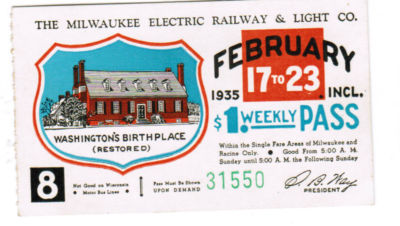 THE MILWAUKEE ELECTRIC RAILWAY & LIGHT CO.
FEBRUARY
17 TO 23
1935 INCL.
$1. WEEKLY PASS
WASHINGTON'S BIRTHPLACE
(RESTORED)
Within the Single Fare Areas of Milwaukee and
Racine Only. • Good From 5:00 A. M.
Sunday until 5:00 A. M. the Following Sunday
8
Not Good on Wisconsin
Motor Bus Lines •
Pass Must Be Shown
UPON DEMAND
31550
PRESIDENT